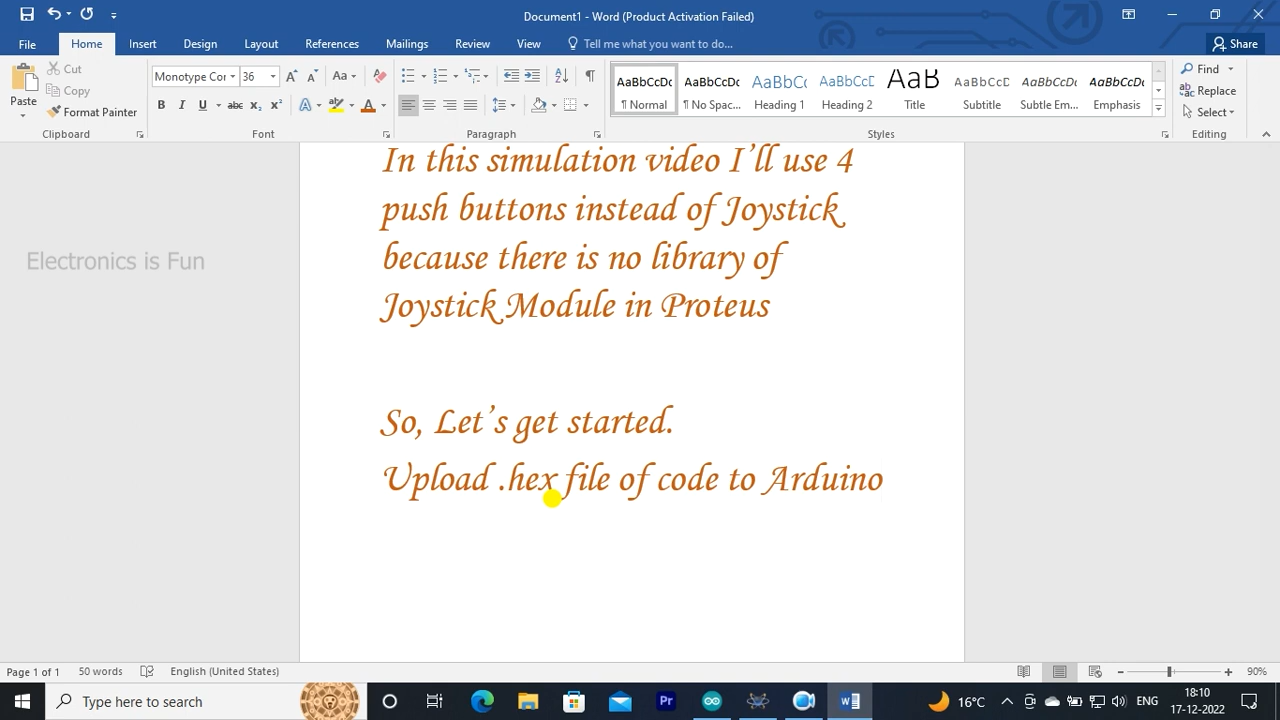 Document1 - Word (Product Activation Failed)
File Home Insert Design Layout References Mailings Review View Tell me what you want to do... Share
Paste Cut Copy Format Painter Clipboard
Monotype Cor 36 Aa
B I U abc X₂ X² A A
Font
Paragraph
AaBbCcDc ¶ Normal
AaBbCcDc ¶ No Spac...
AaBbCc Heading 1
AaBbCcD Heading 2
AaB Title
AaBbCcD Subtitle
AaBbCcDc Subtle Em...
AaBbCcDc Emphasis
Styles
Find Replace Select Editing
In this simulation video I'll use 4
push buttons instead of Joystick
because there is no library of
Joystick Module in Proteus
Electronics is Fun
So, Let's get started.
Upload .hex file of code to Arduino
Page 1 of 1 50 words English (United States) 90%
Type here to search Pr 16°C ENG 18:10
17-12-2022